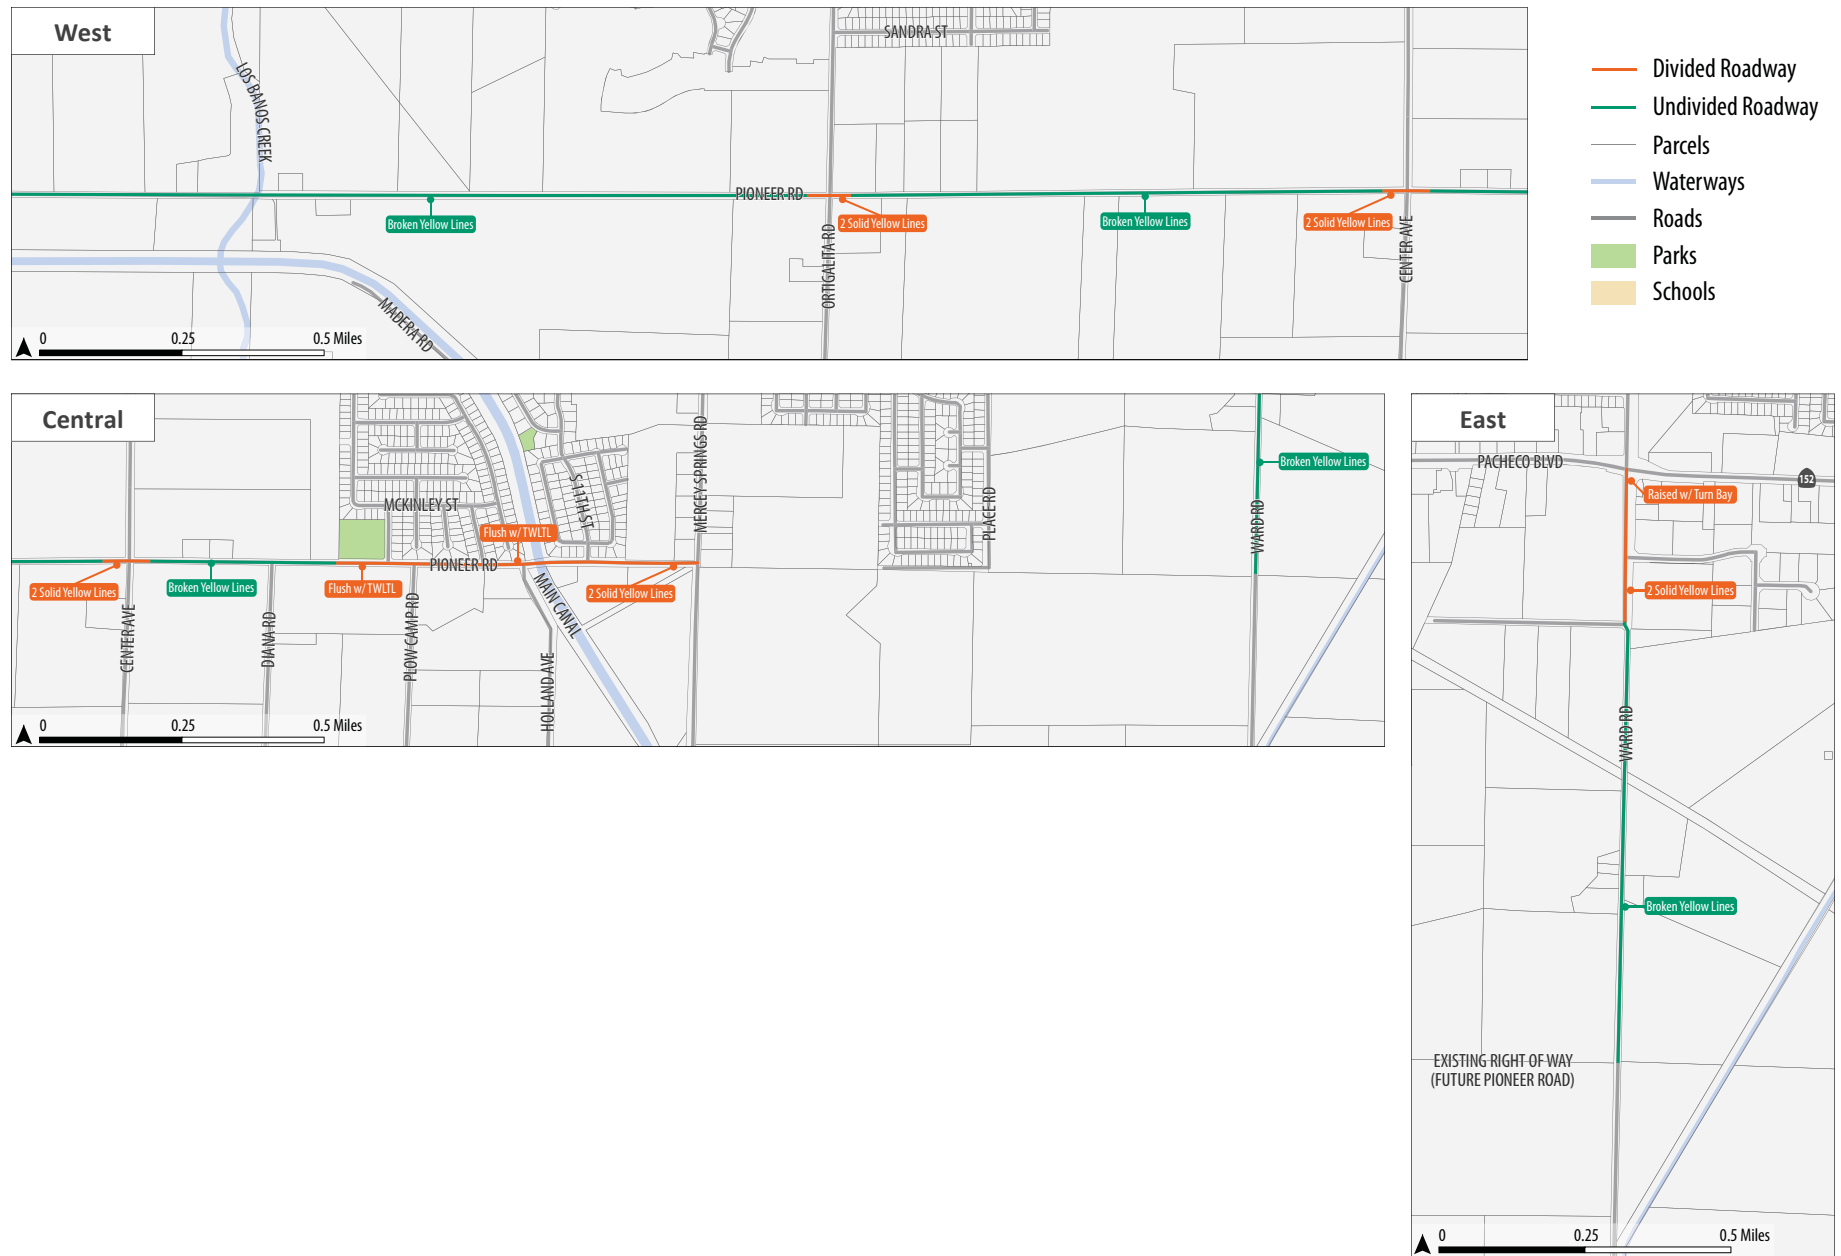 West
SANDRA ST
LOS BANOS CREEK
PIONEER RD
Broken Yellow Lines
2 Solid Yellow Lines
Broken Yellow Lines
2 Solid Yellow Lines
ORTIGALITA RD
CENTER AVE
MADERA RD
0 0.25 0.5 Miles
Divided Roadway
Undivided Roadway
Parcels
Waterways
Roads
Parks
Schools
Central
MCKINLEY ST
S 11TH ST
MERCEY SPRINGS RD
PLACE RD
WARD RD
Broken Yellow Lines
Flush w/ TWLTL
PIONEER RD
2 Solid Yellow Lines
Broken Yellow Lines
Flush w/ TWLTL
2 Solid Yellow Lines
CENTER AVE
DIANA RD
PLOW CAMP RD
HOLLAND AVE
MAIN CANAL
0 0.25 0.5 Miles
East
PACHECO BLVD
152
Raised w/ Turn Bay
2 Solid Yellow Lines
WARD RD
Broken Yellow Lines
EXISTING RIGHT OF WAY
(FUTURE PIONEER ROAD)
0 0.25 0.5 Miles